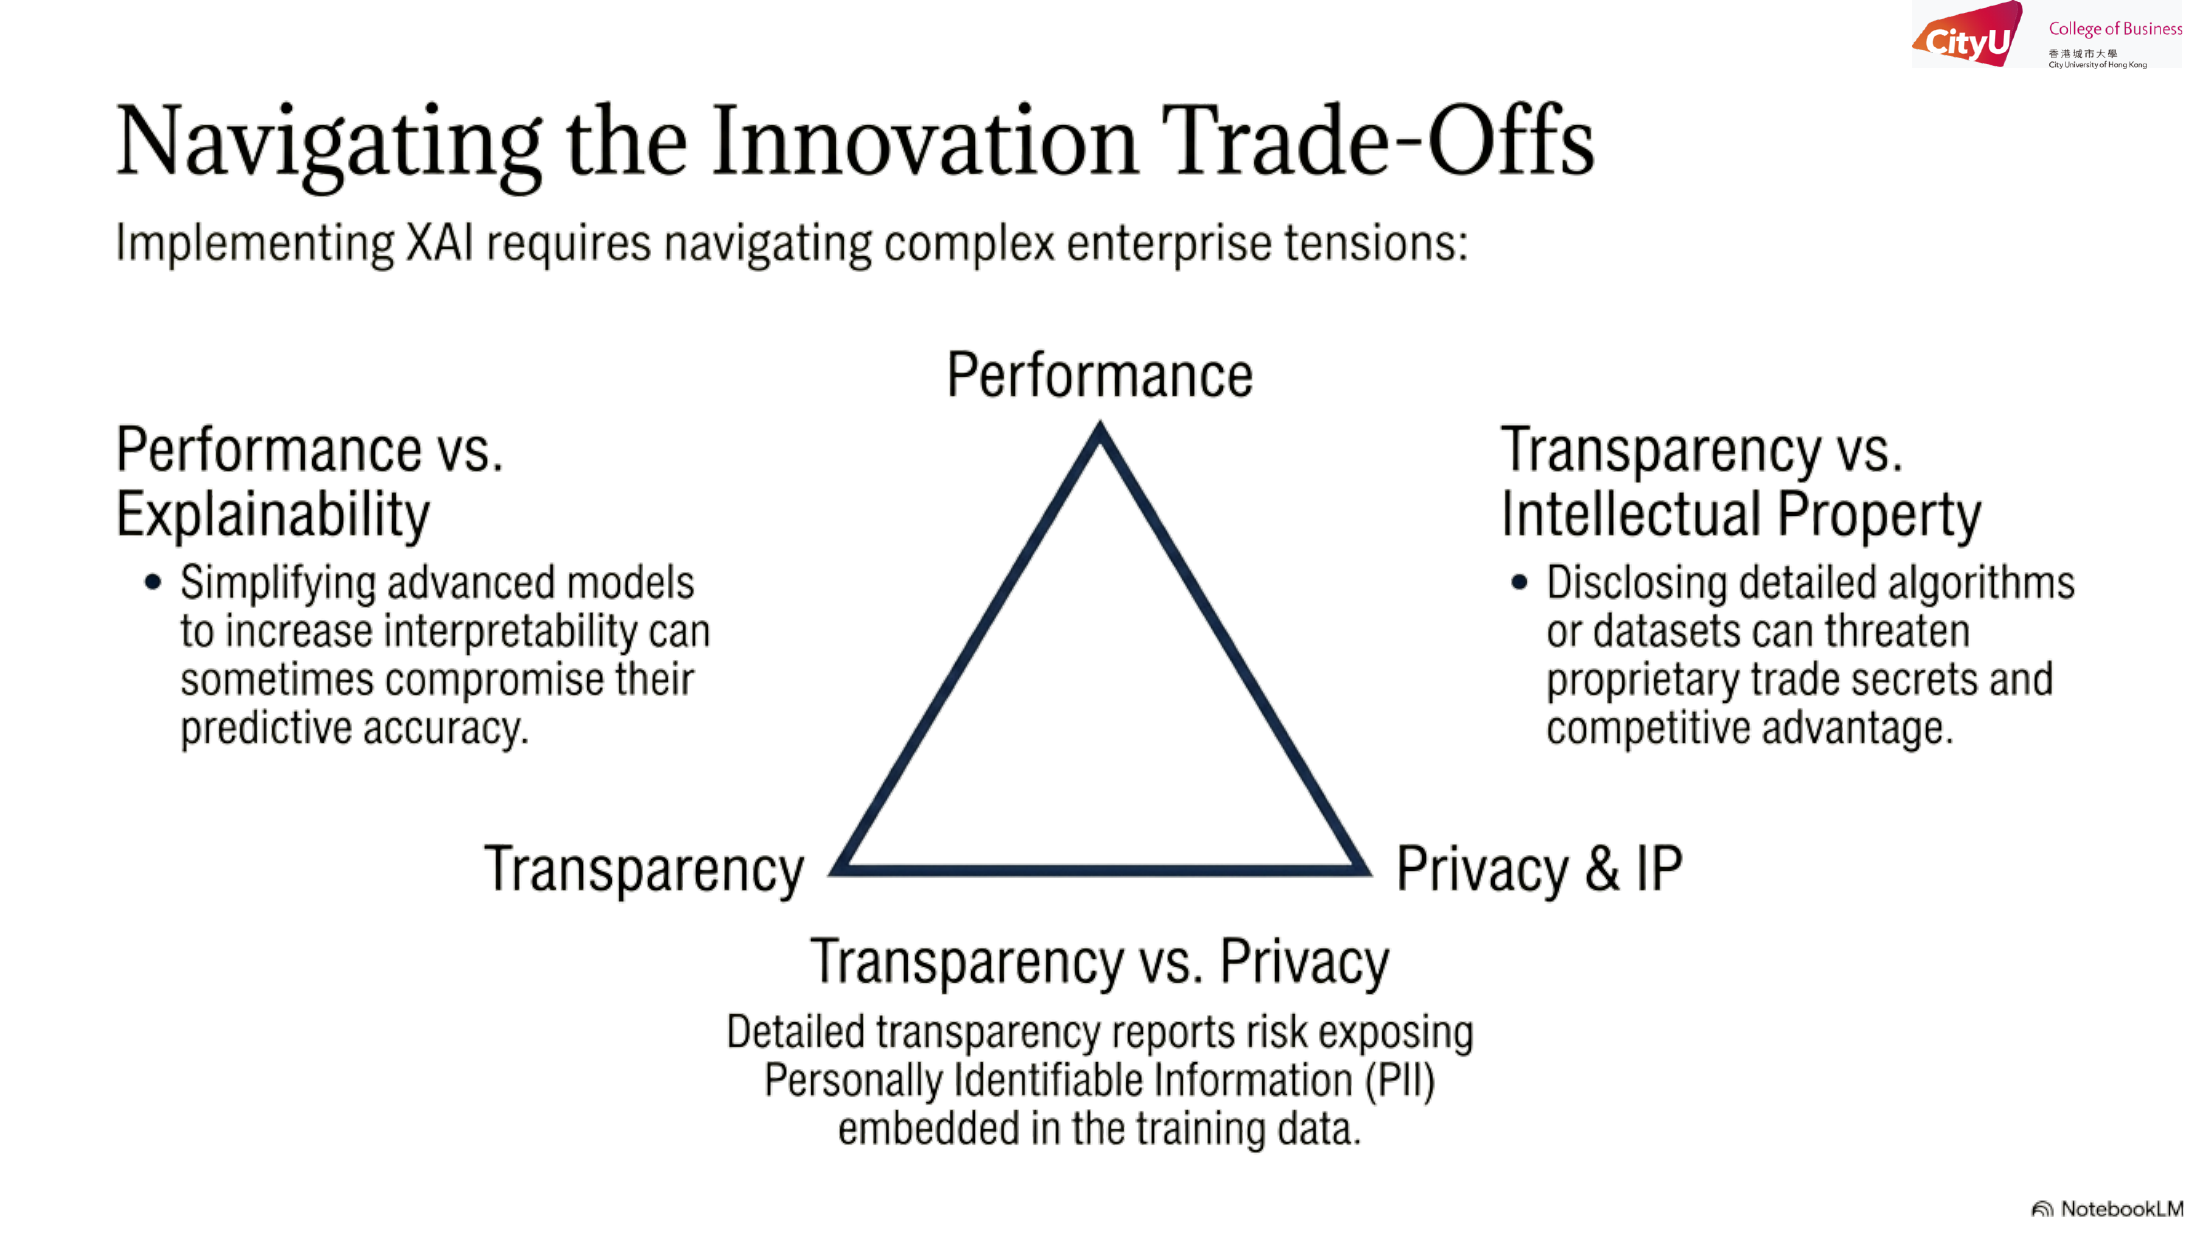 CityU
College of Business
香港城市大學
City University of Hong Kong
Navigating the Innovation Trade-Offs
Implementing XAI requires navigating complex enterprise tensions:
Performance
Performance vs.
Explainability
• Simplifying advanced models
to increase interpretability can
sometimes compromise their
predictive accuracy.
Transparency vs.
Intellectual Property
• Disclosing detailed algorithms
or datasets can threaten
proprietary trade secrets and
competitive advantage.
Transparency
Privacy & IP
Transparency vs. Privacy
Detailed transparency reports risk exposing
Personally Identifiable Information (PII)
embedded in the training data.
NotebookLM